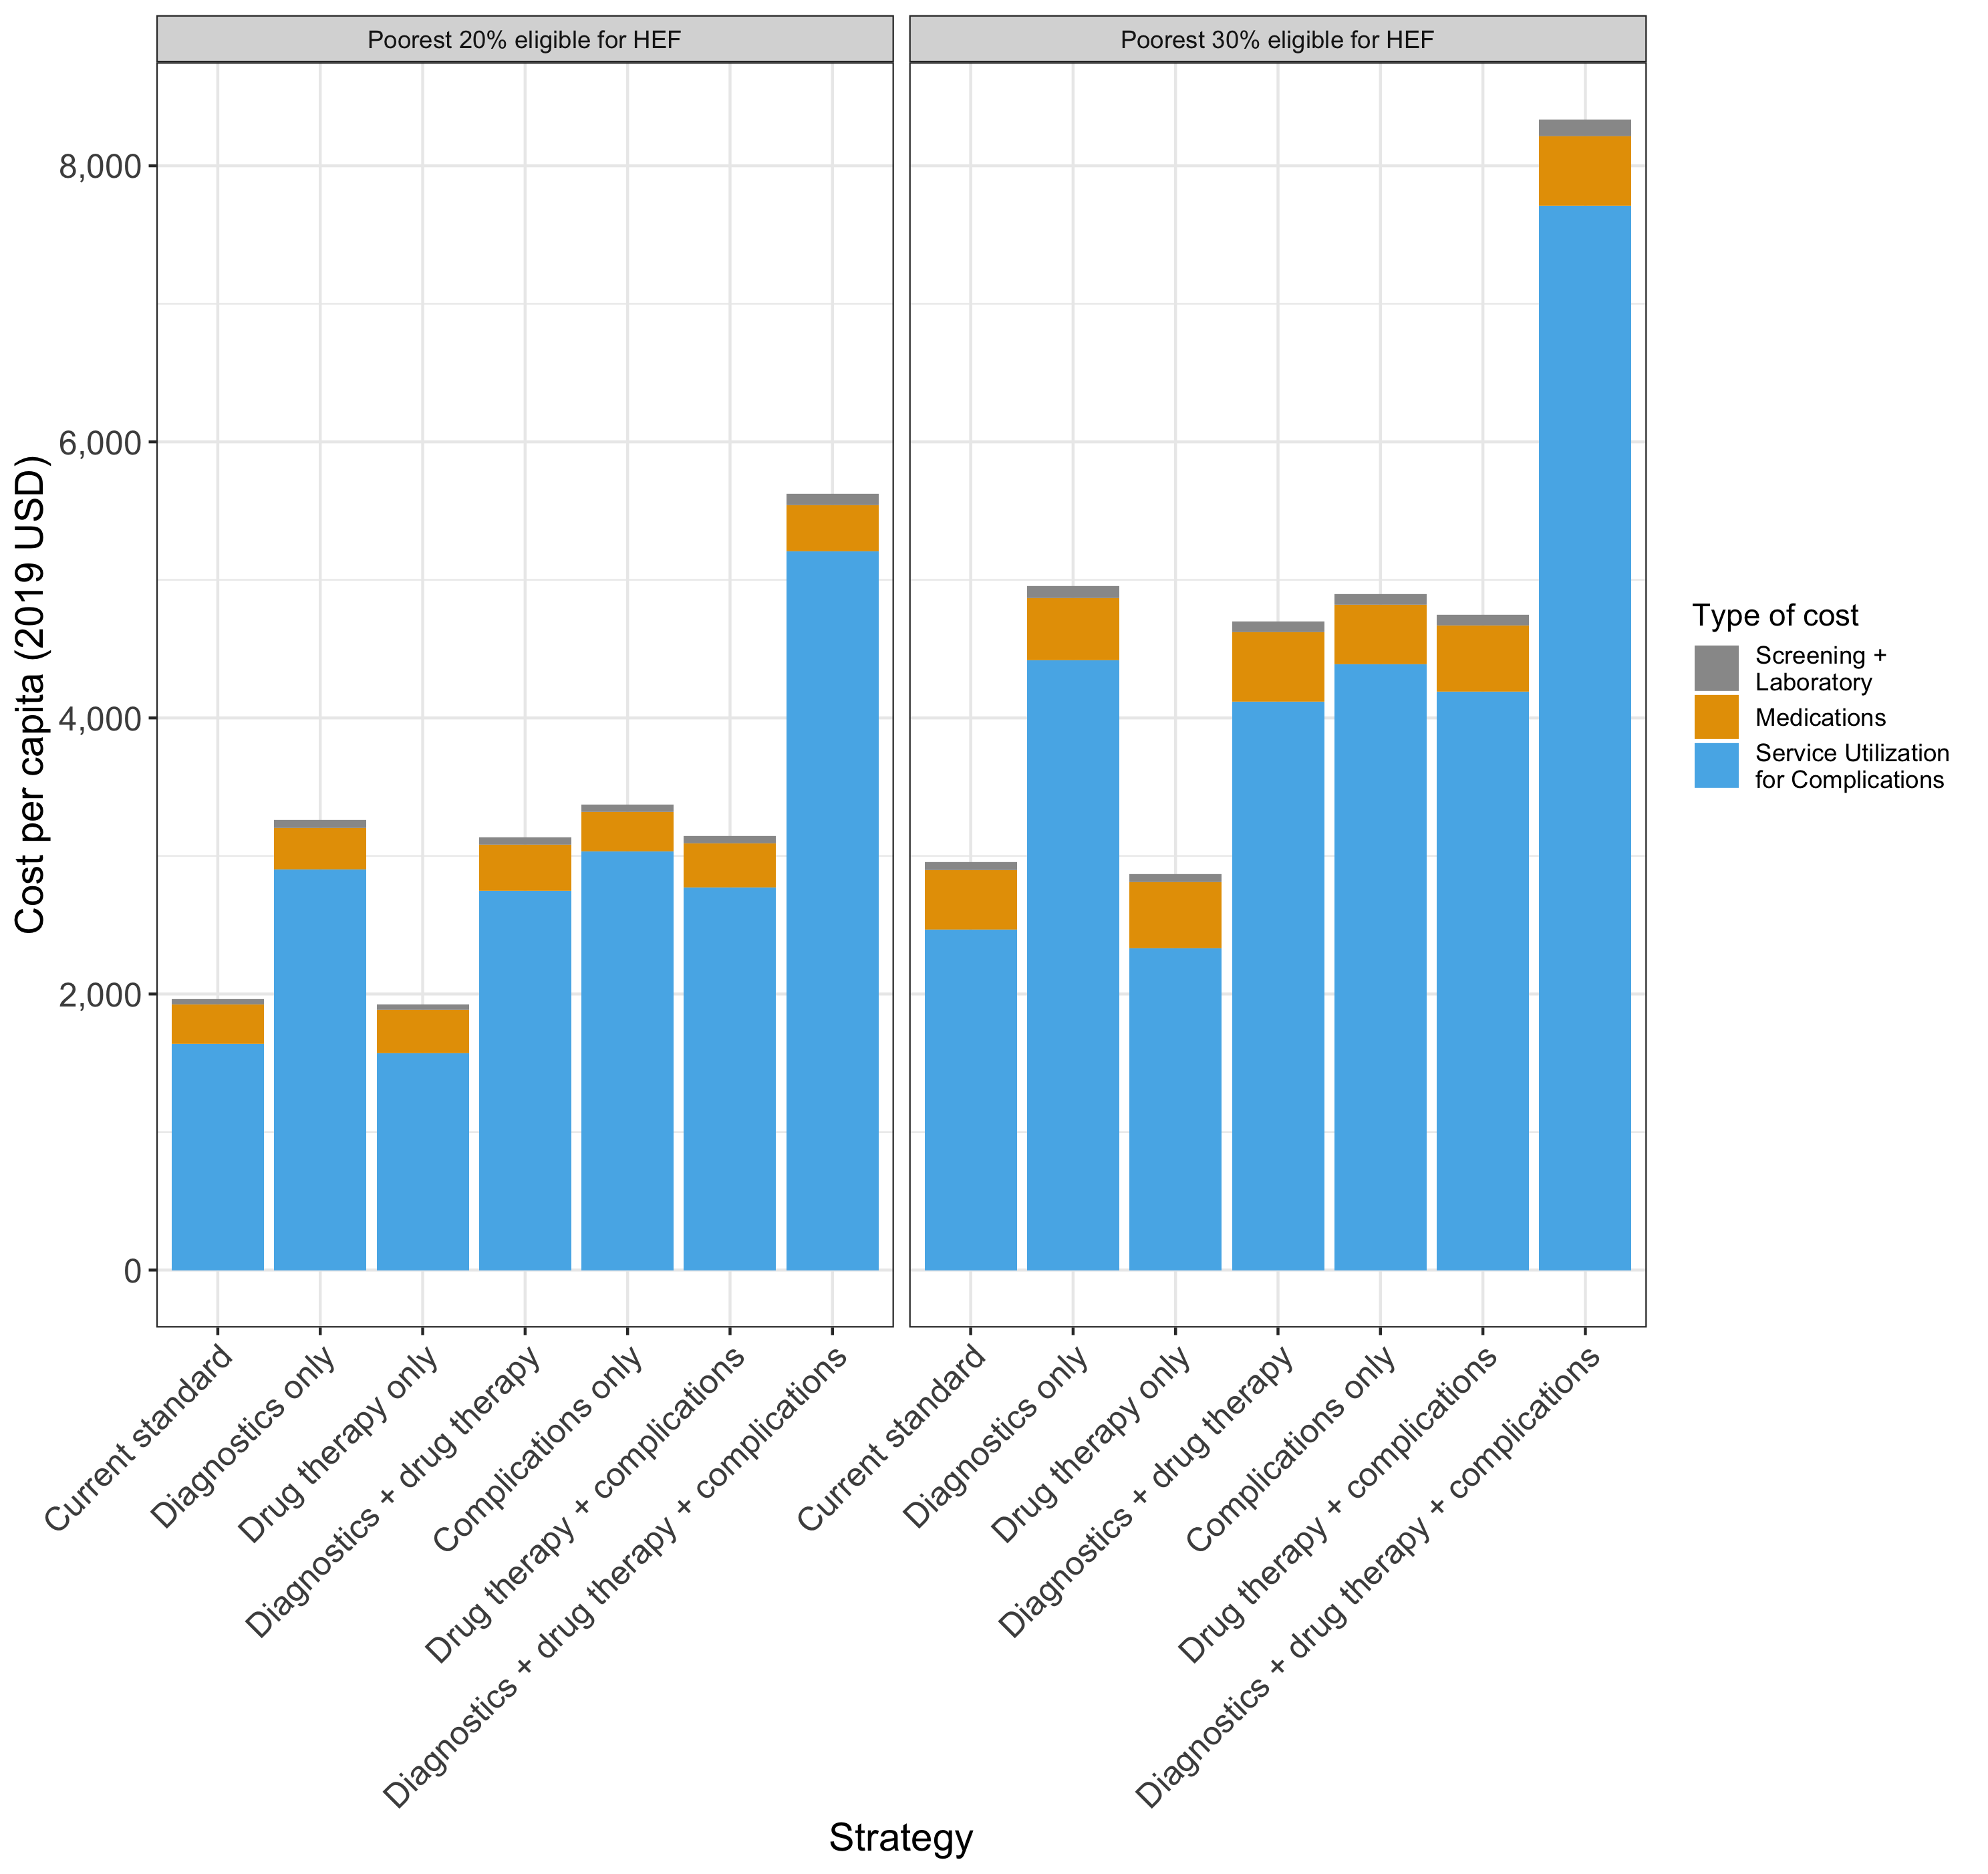 Poorest 20% eligible for HEF
Poorest 30% eligible for HEF
Cost per capita (2019 USD)
8,000
6,000
4,000
2,000
0
Current standard
Diagnostics only
Drug therapy only
Diagnostics + drug therapy
Complications only
Drug therapy + complications
Diagnostics + drug therapy + complications
Current standard
Diagnostics only
Drug therapy only
Diagnostics + drug therapy
Complications only
Drug therapy + complications
Diagnostics + drug therapy + complications
Strategy
Type of cost
Screening +
Laboratory
Medications
Service Utilization
for Complications